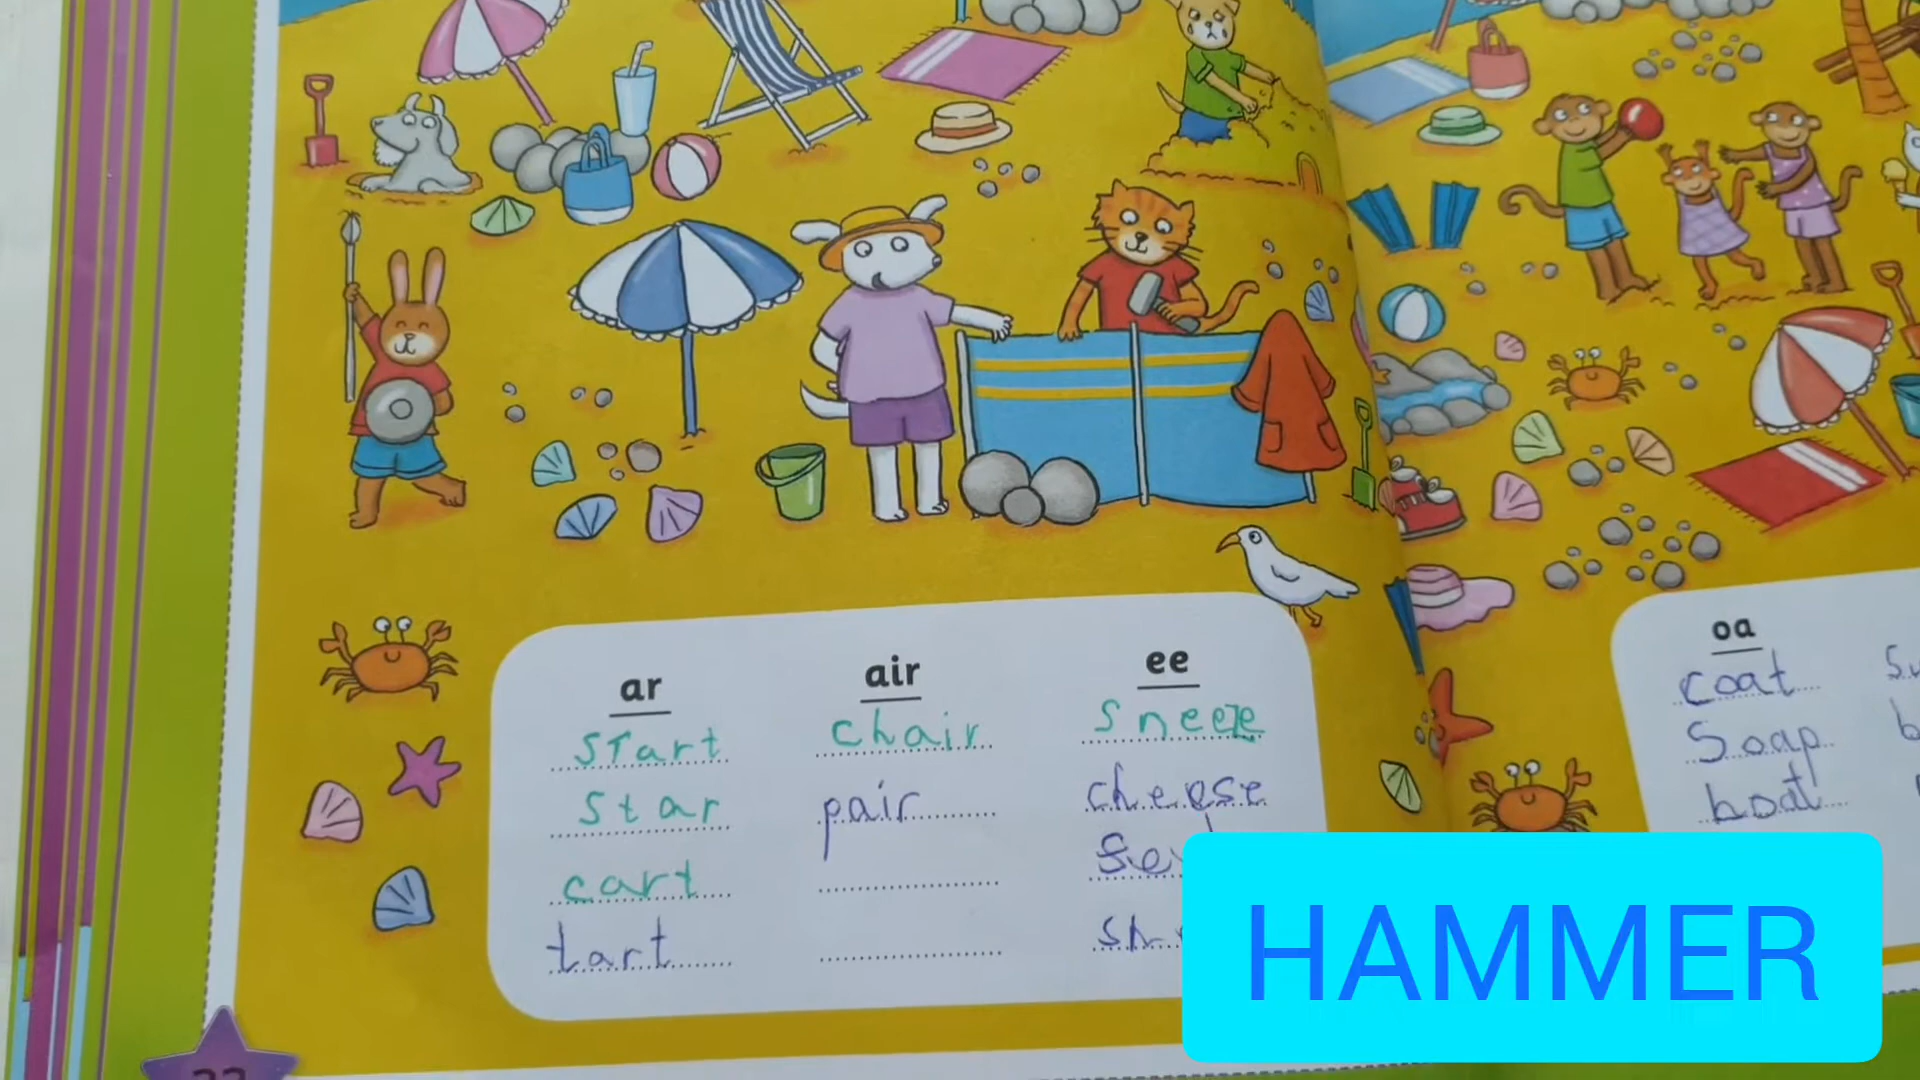 ar
air
ee
oa
start
chair
sneeze
coat
star
pair
cheese
soap
cart
boat
tart
HAMMER